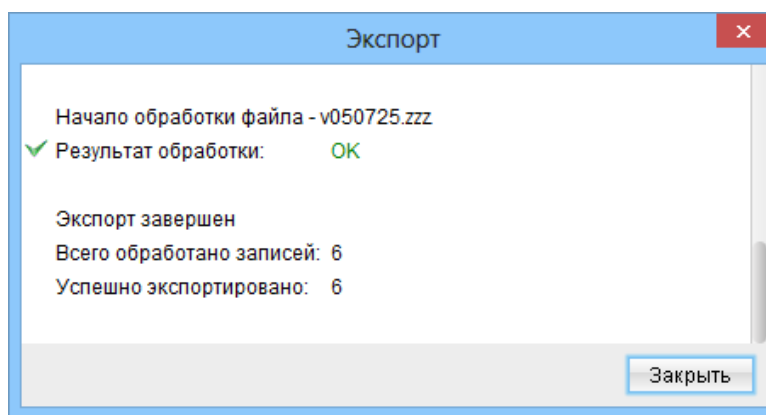 Экспорт
Начало обработки файла - v050725.zzz
Результат обработки: OK
Экспорт завершен
Всего обработано записей: 6
Успешно экспортировано: 6
Закрыть